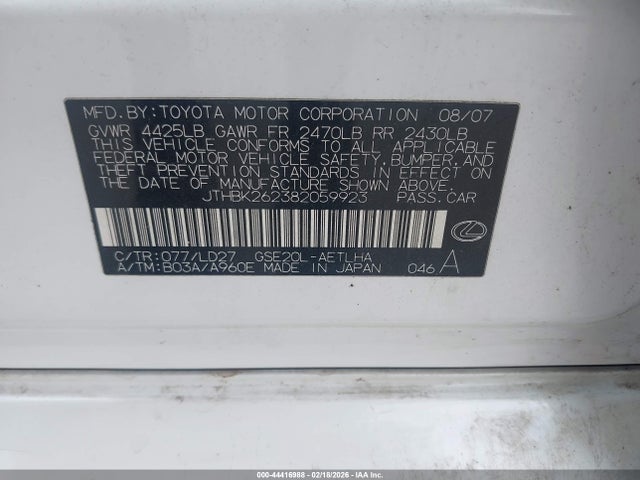 MFD. BY: TOYOTA MOTOR CORPORATION 08/07
GVWR 4425LB GAWR FR 2470LB RR 2430LB
THIS VEHICLE CONFORMS TO ALL APPLICABLE
FEDERAL MOTOR VEHICLE SAFETY, BUMPER, AND
THEFT PREVENTION STANDARDS IN EFFECT ON
THE DATE OF MANUFACTURE SHOWN ABOVE.
JTHBK262382059923 PASS. CAR
C/TR: 077/LD27 GSE20L-AETLHA
A/TM: B03A/A960E MADE IN JAPAN 046 A
000-44416988 - 02/18/2026 - IAAI, Inc.